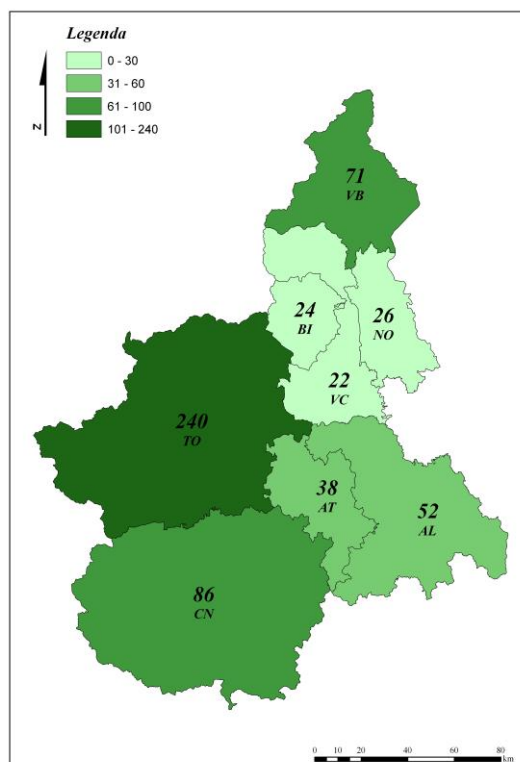 Legenda
0 - 30
31 - 60
61 - 100
101 - 240
N
71
VB
24
BI
26
NO
22
VC
240
TO
38
AT
52
AL
86
CN
0 10 20 40 60 80
km